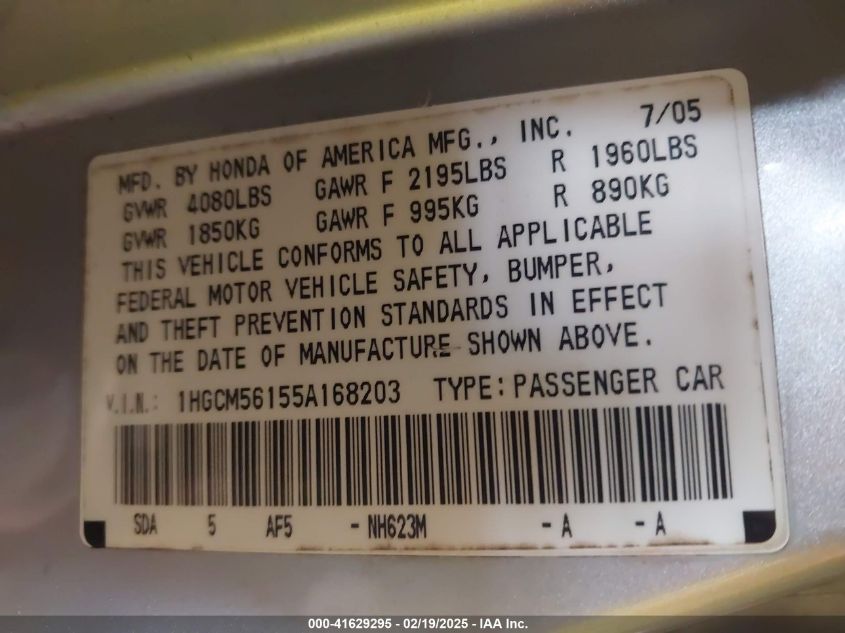 MFD. BY HONDA OF AMERICA MFG., INC. 7/05
GVWR 4080LBS GAWR F 2195LBS R 1960LBS
GVWR 1850KG GAWR F 995KG R 890KG
THIS VEHICLE CONFORMS TO ALL APPLICABLE
FEDERAL MOTOR VEHICLE SAFETY, BUMPER,
AND THEFT PREVENTION STANDARDS IN EFFECT
ON THE DATE OF MANUFACTURE SHOWN ABOVE.
V.I.N.: 1HGCM56155A168203 TYPE:PASSENGER CAR
SDA 5 AF5 - NH623M - A - A
000-41629295 - 02/19/2025 - IAA Inc.